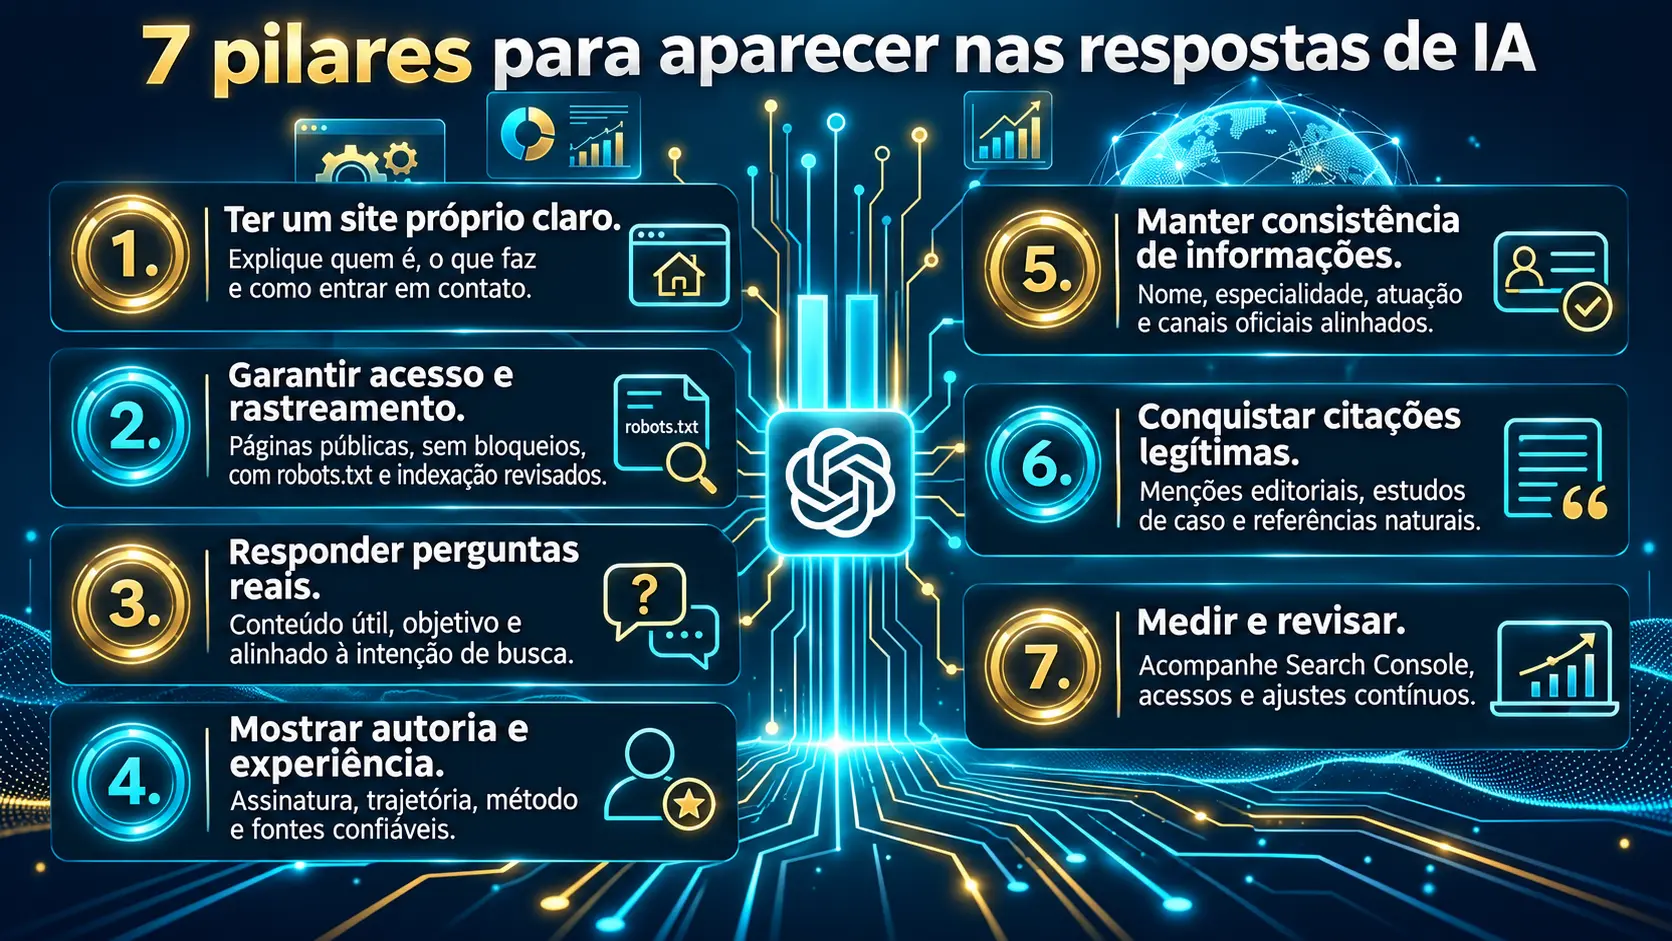 7 pilares para aparecer nas respostas de IA
1.
Ter um site próprio claro.
Explique quem é, o que faz
e como entrar em contato.
2.
Garantir acesso e
rastreamento.
Páginas públicas, sem bloqueios,
com robots.txt e indexação revisados.
robots.txt
3.
Responder perguntas
reais.
Conteúdo útil, objetivo e
alinhado à intenção de busca.
?
4.
Mostrar autoria e
experiência.
Assinatura, trajetória, método
e fontes confiáveis.
5.
Manter consistência
de informações.
Nome, especialidade, atuação
e canais oficiais alinhados.
6.
Conquistar citações
legítimas.
Menções editoriais, estudos
de caso e referências naturais.
7.
Medir e revisar.
Acompanhe Search Console,
acessos e ajustes contínuos.